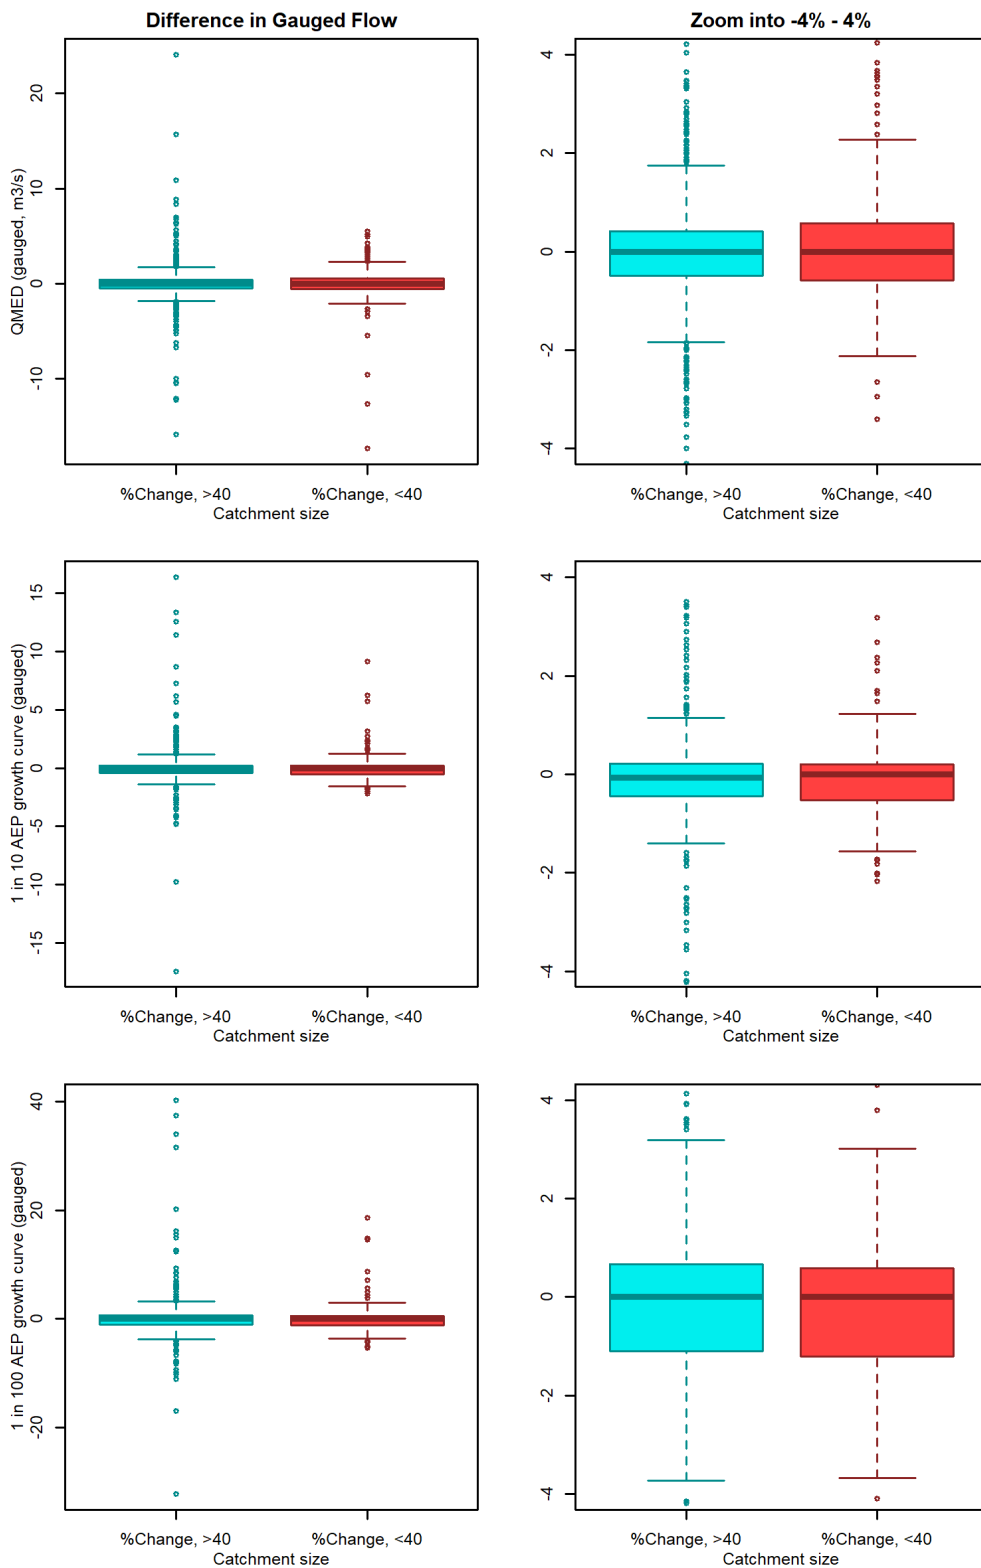 Difference in Gauged Flow
Zoom into -4% - 4%
QMED (gauged, m3/s)
20
10
0
-10
%Change, >40
%Change, <40
Catchment size
4
2
0
-2
-4
%Change, >40
%Change, <40
Catchment size
1 in 10 AEP growth curve (gauged)
15
10
5
0
-5
-10
-15
%Change, >40
%Change, <40
Catchment size
4
2
0
-2
-4
%Change, >40
%Change, <40
Catchment size
1 in 100 AEP growth curve (gauged)
40
20
0
-20
%Change, >40
%Change, <40
Catchment size
4
2
0
-2
-4
%Change, >40
%Change, <40
Catchment size